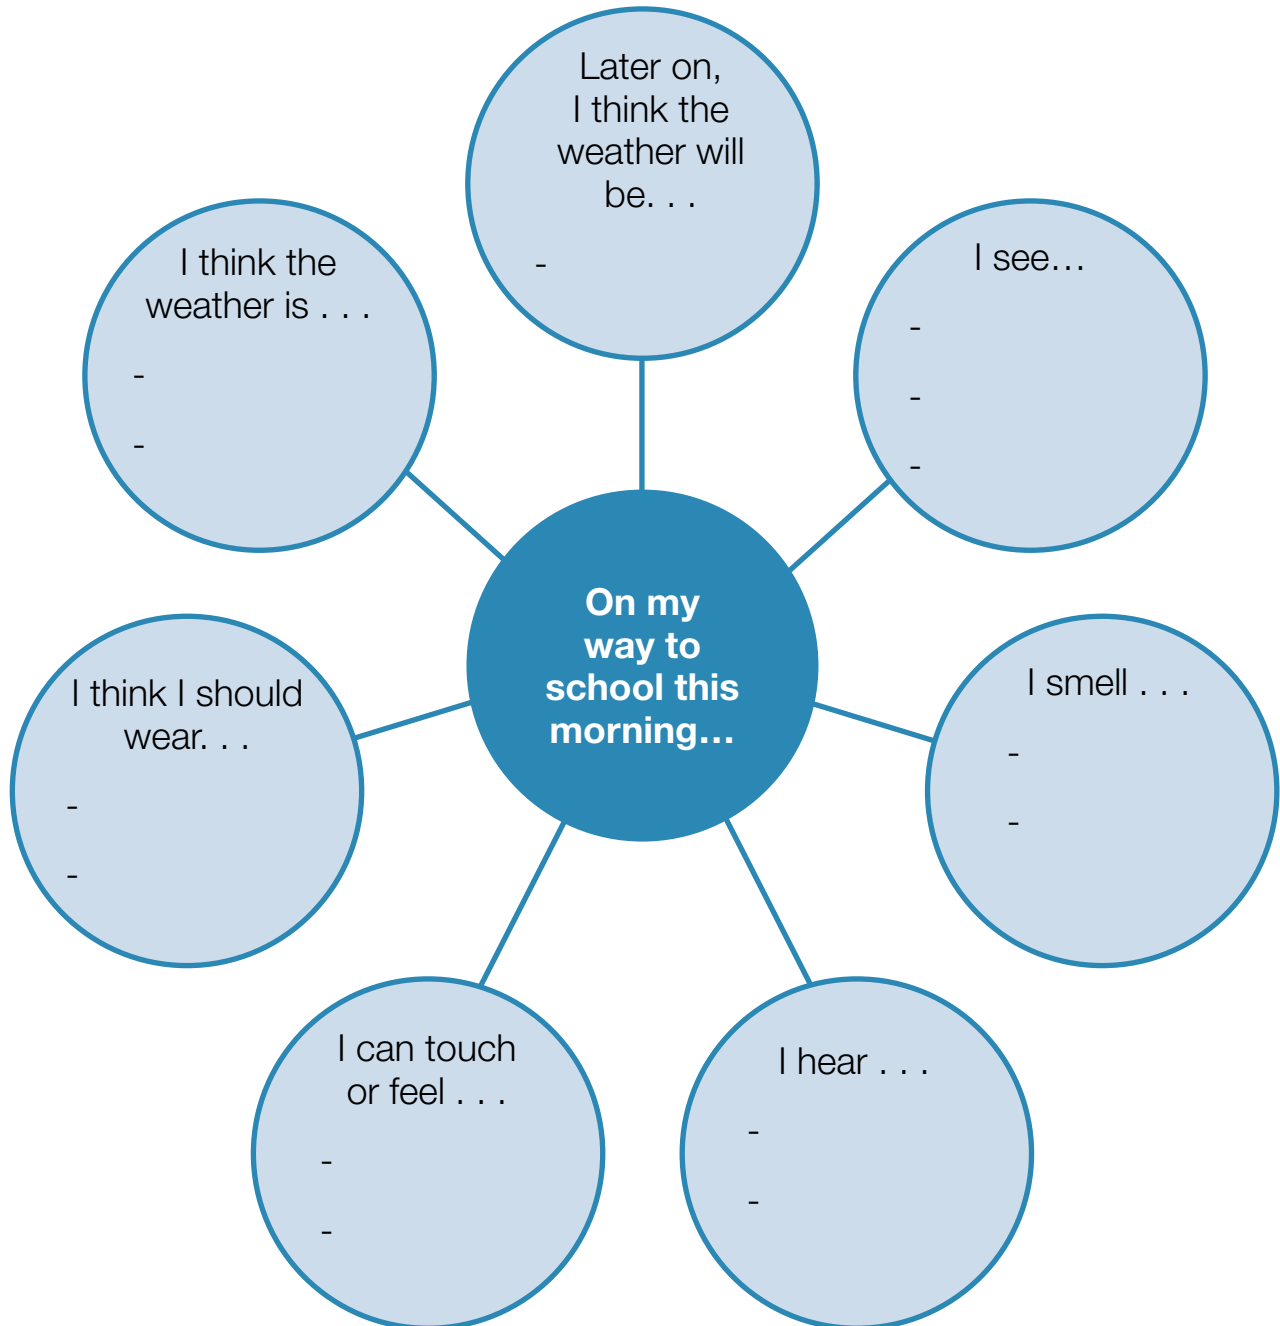 Later on,
I think the
weather will
be. . .
-
I see…
-
-
-
I smell . . .
-
-
I hear . . .
-
-
I can touch
or feel . . .
-
-
I think I should
wear. . .
-
-
I think the
weather is . . .
-
-
On my
way to
school this
morning…